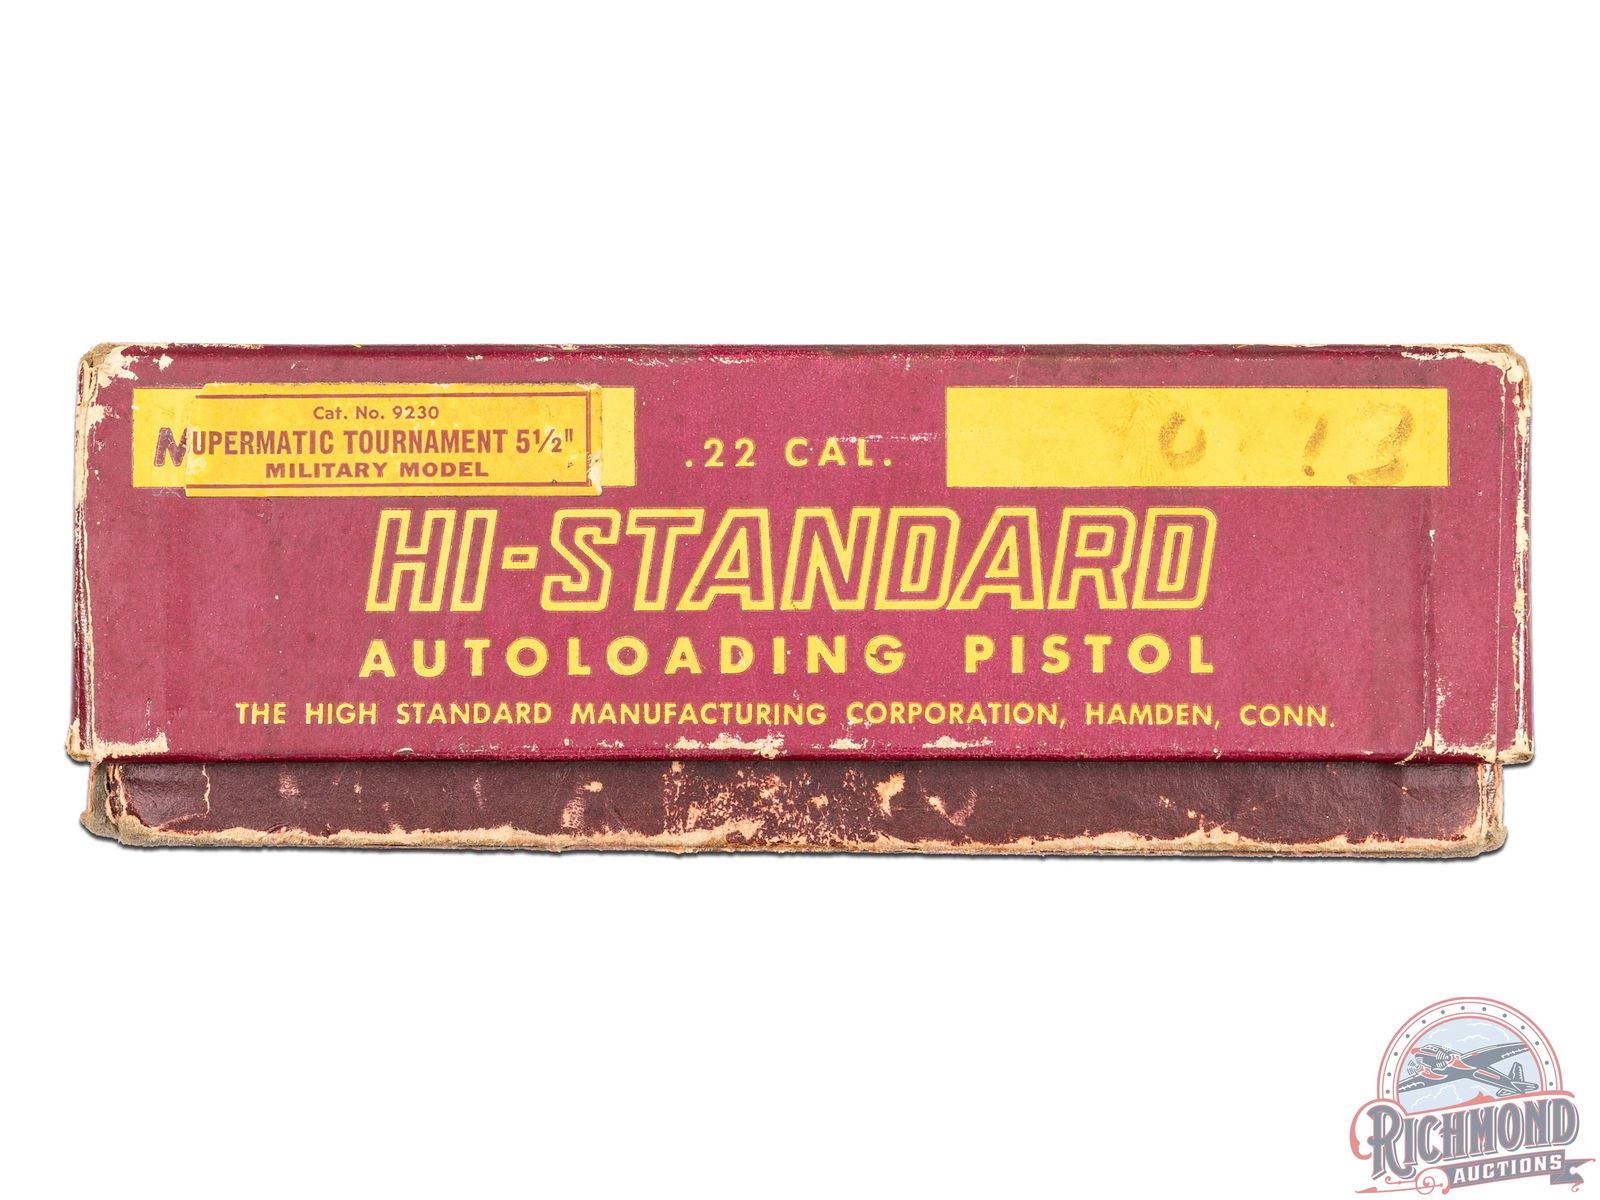 Cat. No. 9230
UPERMATIC TOURNAMENT 5½"
MILITARY MODEL
.22 CAL.
HI-STANDARD
AUTOLOADING PISTOL
THE HIGH STANDARD MANUFACTURING CORPORATION, HAMDEN, CONN.
RICHMOND
AUCTIONS